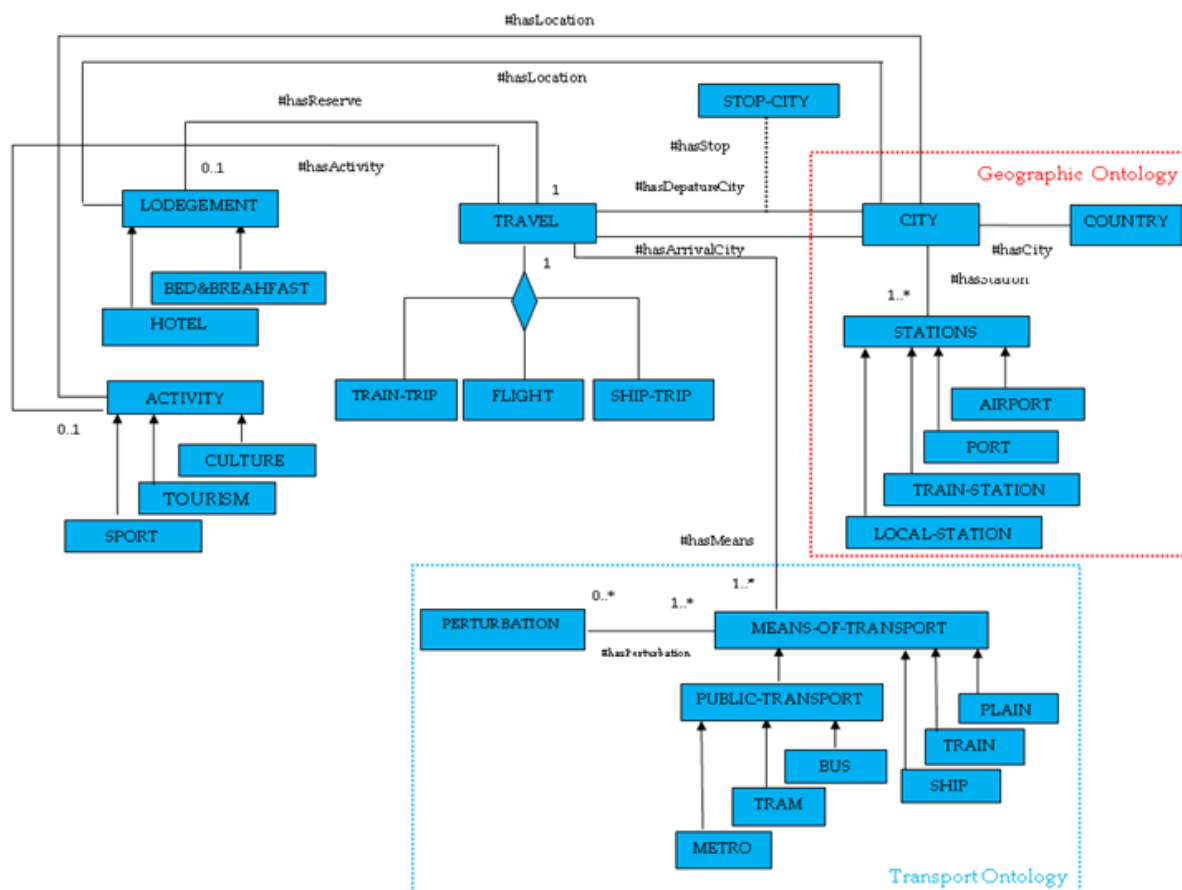 #hasLocation
#hasLocation
#hasReserve
STOP-CITY
#hasStop
#hasActivity
0..1
Geographic Ontology
#hasDepatureCity
1
LODEGEMENT
TRAVEL
CITY
COUNTRY
#hasArrivalCity
#hasCity
1
#hasStation
BED&BREAHFAST
1..*
HOTEL
STATIONS
TRAIN-TRIP
FLIGHT
SHIP-TRIP
ACTIVITY
AIRPORT
0..1
PORT
CULTURE
TOURISM
TRAIN-STATION
SPORT
LOCAL-STATION
#hasMeans
1..*
0..*
1..*
PERTURBATION
MEANS-OF-TRANSPORT
#hasPerturbation
PUBLIC-TRANSPORT
PLAIN
TRAIN
BUS
SHIP
TRAM
METRO
Transport Ontology